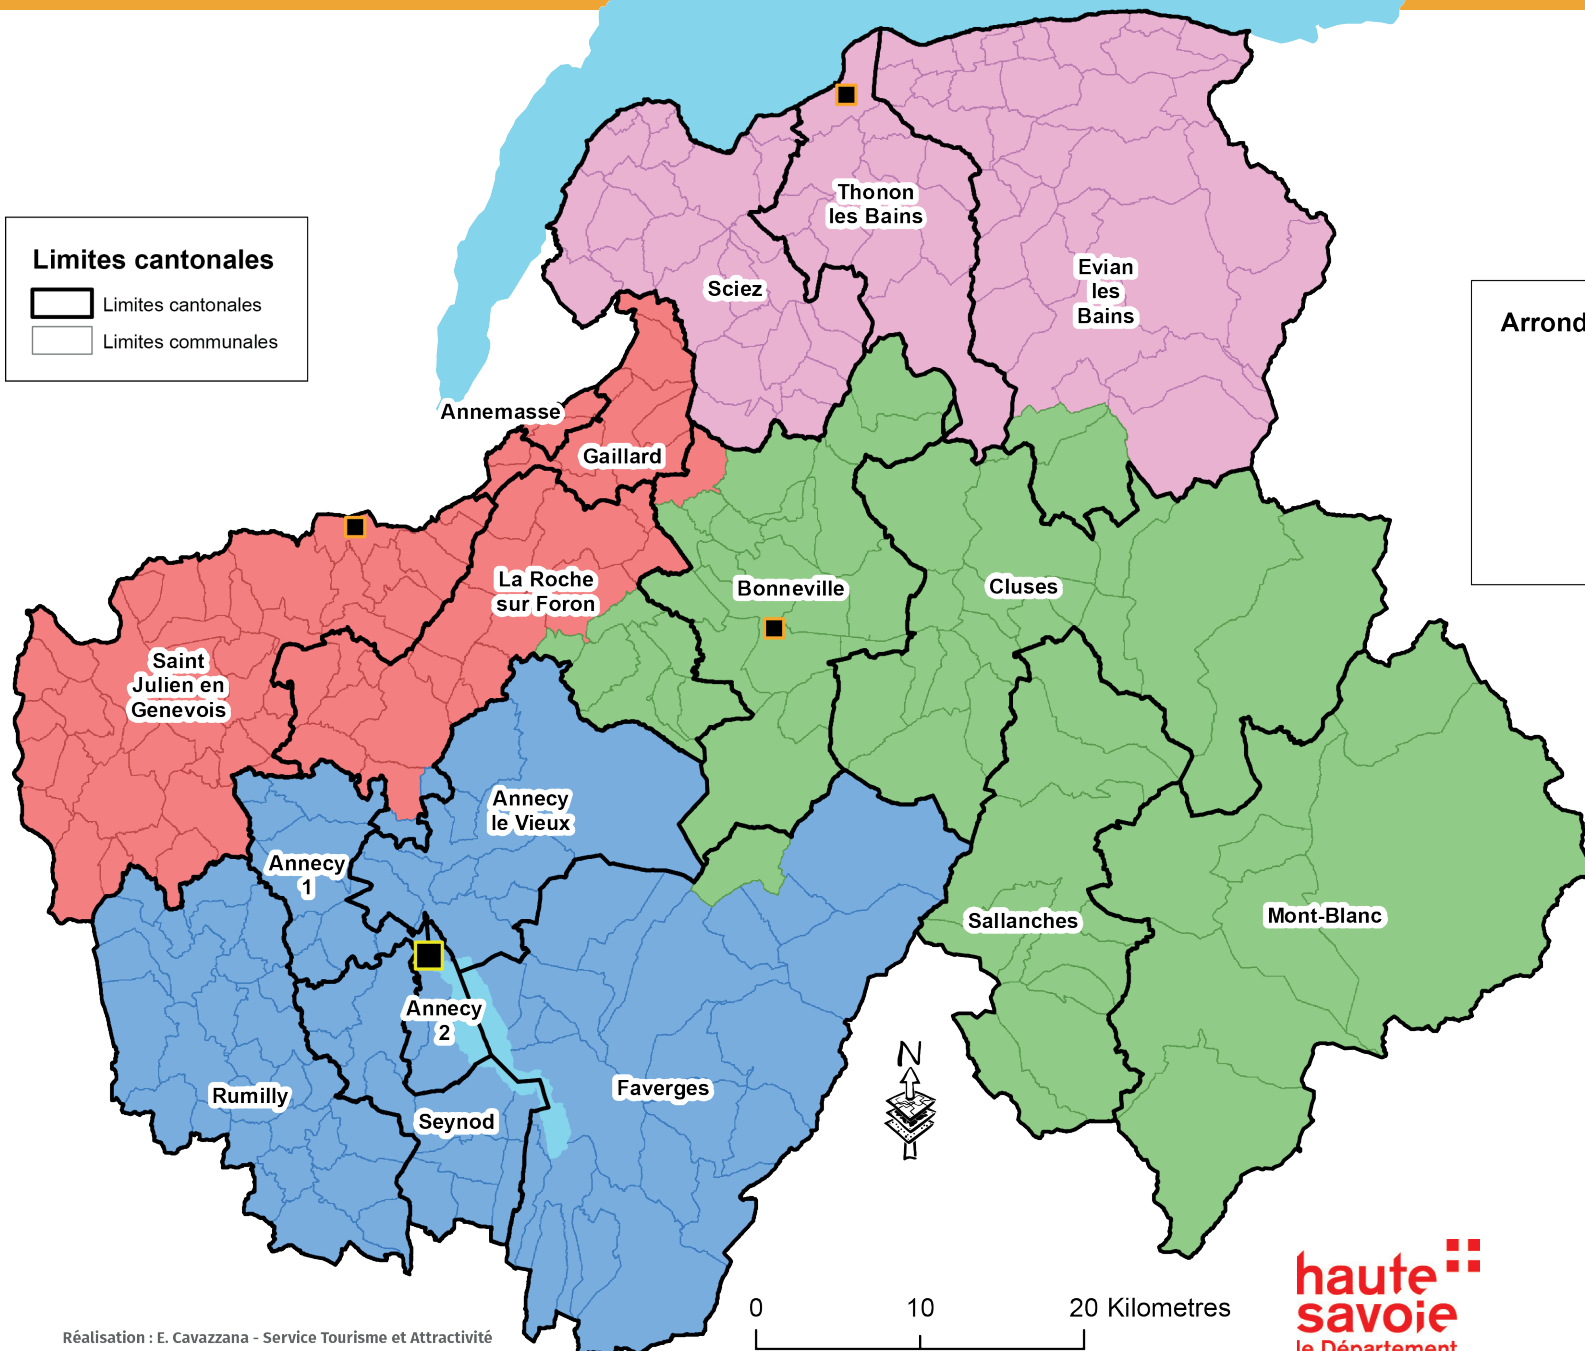 Thonon
les Bains
Limites cantonales
Limites cantonales
Limites communales
Evian
les
Bains
Sciez
Arrond
Annemasse
Gaillard
La Roche
sur Foron
Bonneville
Cluses
Saint
Julien en
Genevois
Annecy
le Vieux
Annecy
1
Sallanches
Mont-Blanc
Annecy
2
N
Rumilly
Faverges
Seynod
haute
savoie
le Département
0 10 20 Kilometres
Réalisation : E. Cavazzana - Service Tourisme et Attractivité